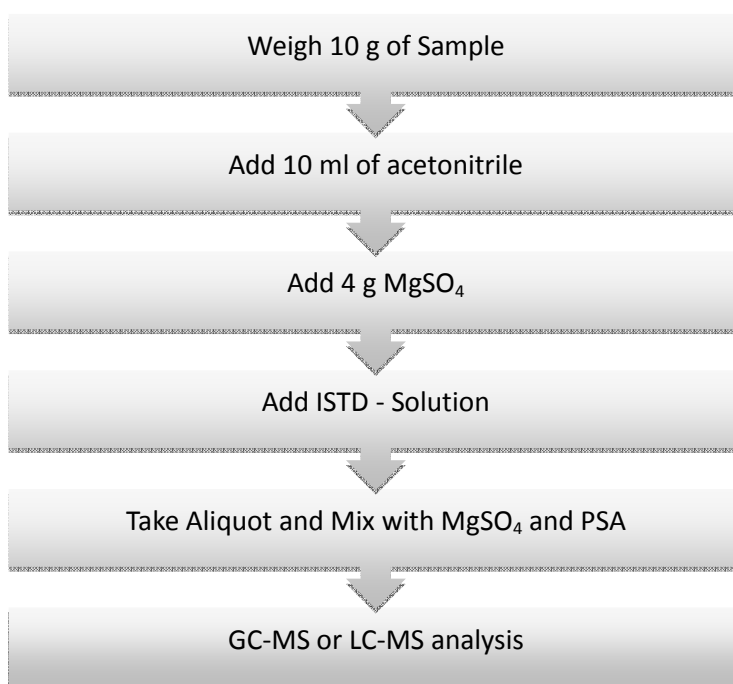 Weigh 10 g of Sample
Add 10 ml of acetonitrile
Add 4 g MgSO₄
Add ISTD - Solution
Take Aliquot and Mix with MgSO₄ and PSA
GC-MS or LC-MS analysis